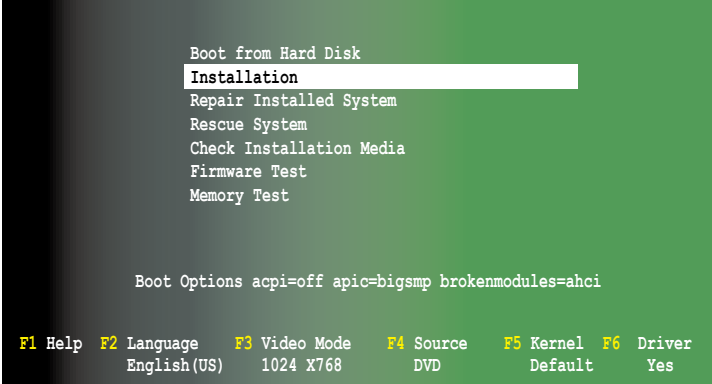 Boot from Hard Disk
Installation
Repair Installed System
Rescue System
Check Installation Media
Firmware Test
Memory Test
Boot Options acpi=off apic=bigsmp brokenmodules=ahci
F1 Help F2 Language F3 Video Mode F4 Source F5 Kernel F6 Driver
English(US) 1024 X768 DVD Default Yes